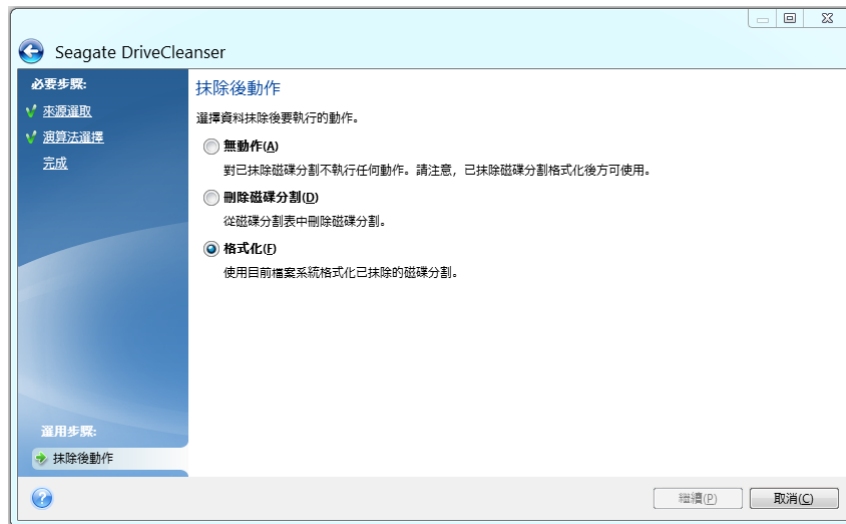 Seagate DriveCleanser
必要步驟:
來源選取
演算法選擇
完成
選用步驟:
抹除後動作
抹除後動作
選擇資料抹除後要執行的動作。
無動作(A)
對已抹除磁碟分割不執行任何動作。請注意，已抹除磁碟分割格式化後方可使用。
刪除磁碟分割(D)
從磁碟分割表中刪除磁碟分割。
格式化(F)
使用目前檔案系統格式化已抹除的磁碟分割。
繼續(P)
取消(C)